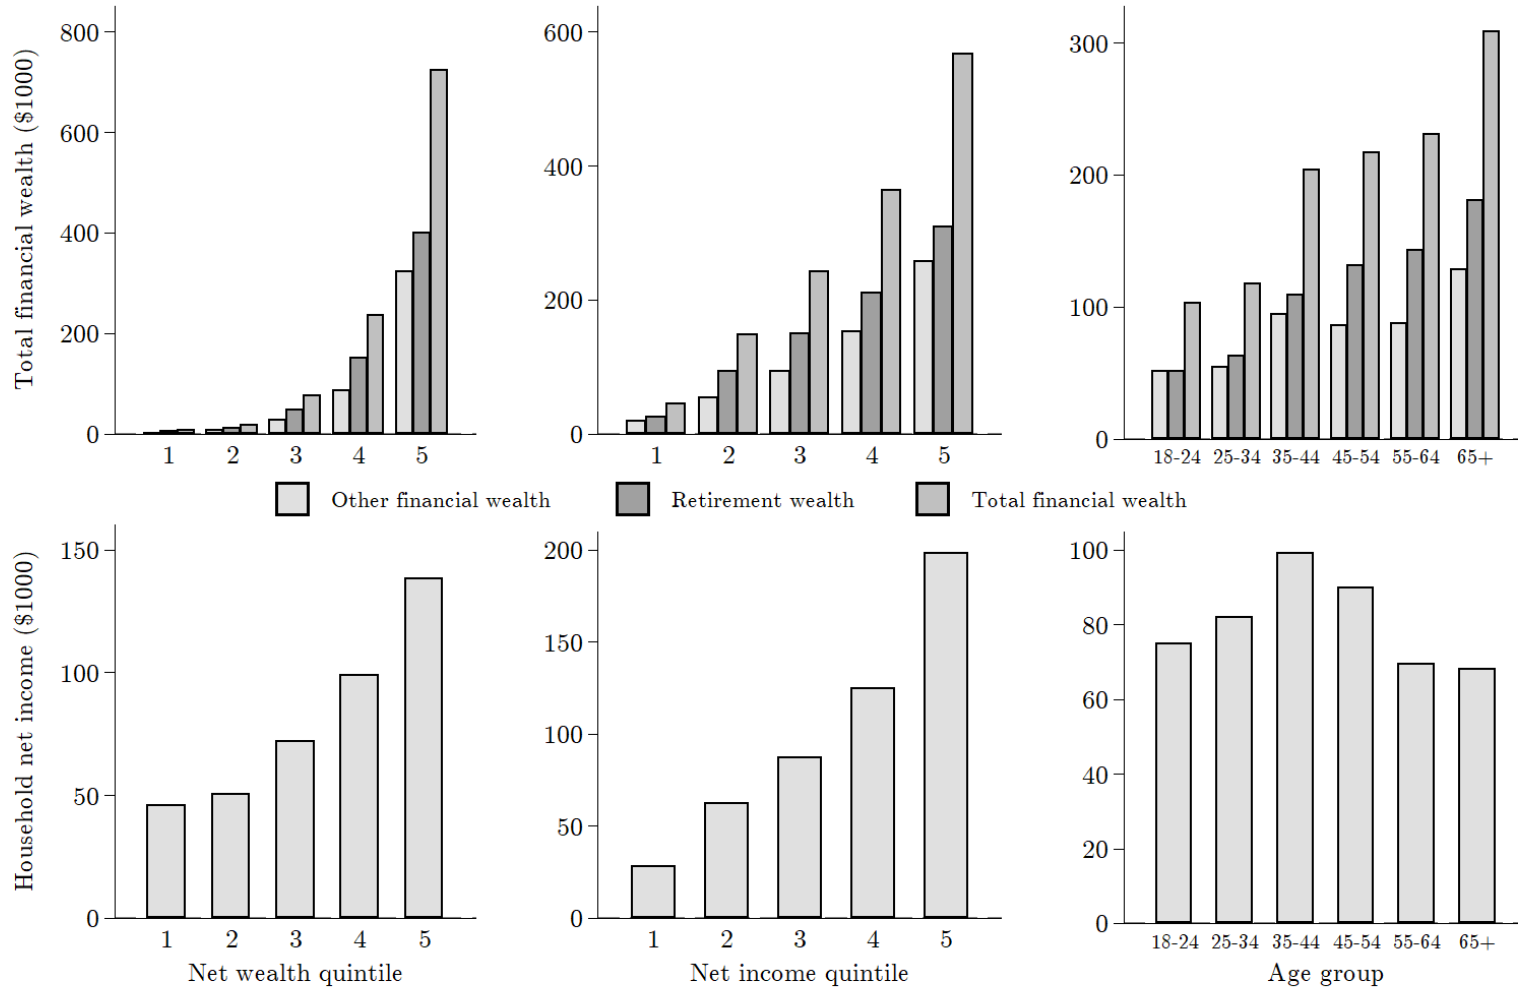 Total financial wealth ($1000)
800
600
400
200
0
1 2 3 4 5
600
400
200
0
1 2 3 4 5
300
200
100
0
18-24 25-34 35-44 45-54 55-64 65+
Other financial wealth Retirement wealth Total financial wealth
Household net income ($1000)
150
100
50
0
1 2 3 4 5
Net wealth quintile
200
150
100
50
0
1 2 3 4 5
Net income quintile
100
80
60
40
20
0
18-24 25-34 35-44 45-54 55-64 65+
Age group